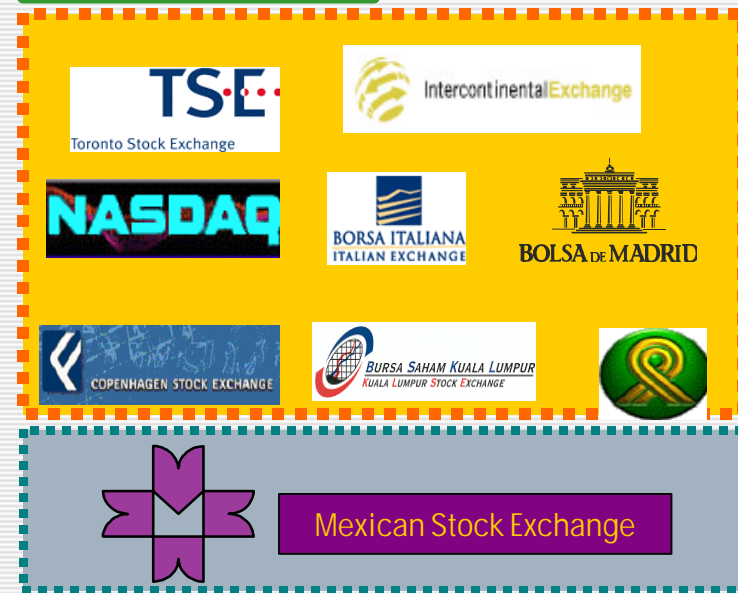 TSE
Toronto Stock Exchange
IntercontinentalExchange
NASDAQ
BORSA ITALIANA
ITALIAN EXCHANGE
BOLSA DE MADRID
COPENHAGEN STOCK EXCHANGE
BURSA SAHAM KUALA LUMPUR
KUALA LUMPUR STOCK EXCHANGE
Mexican Stock Exchange